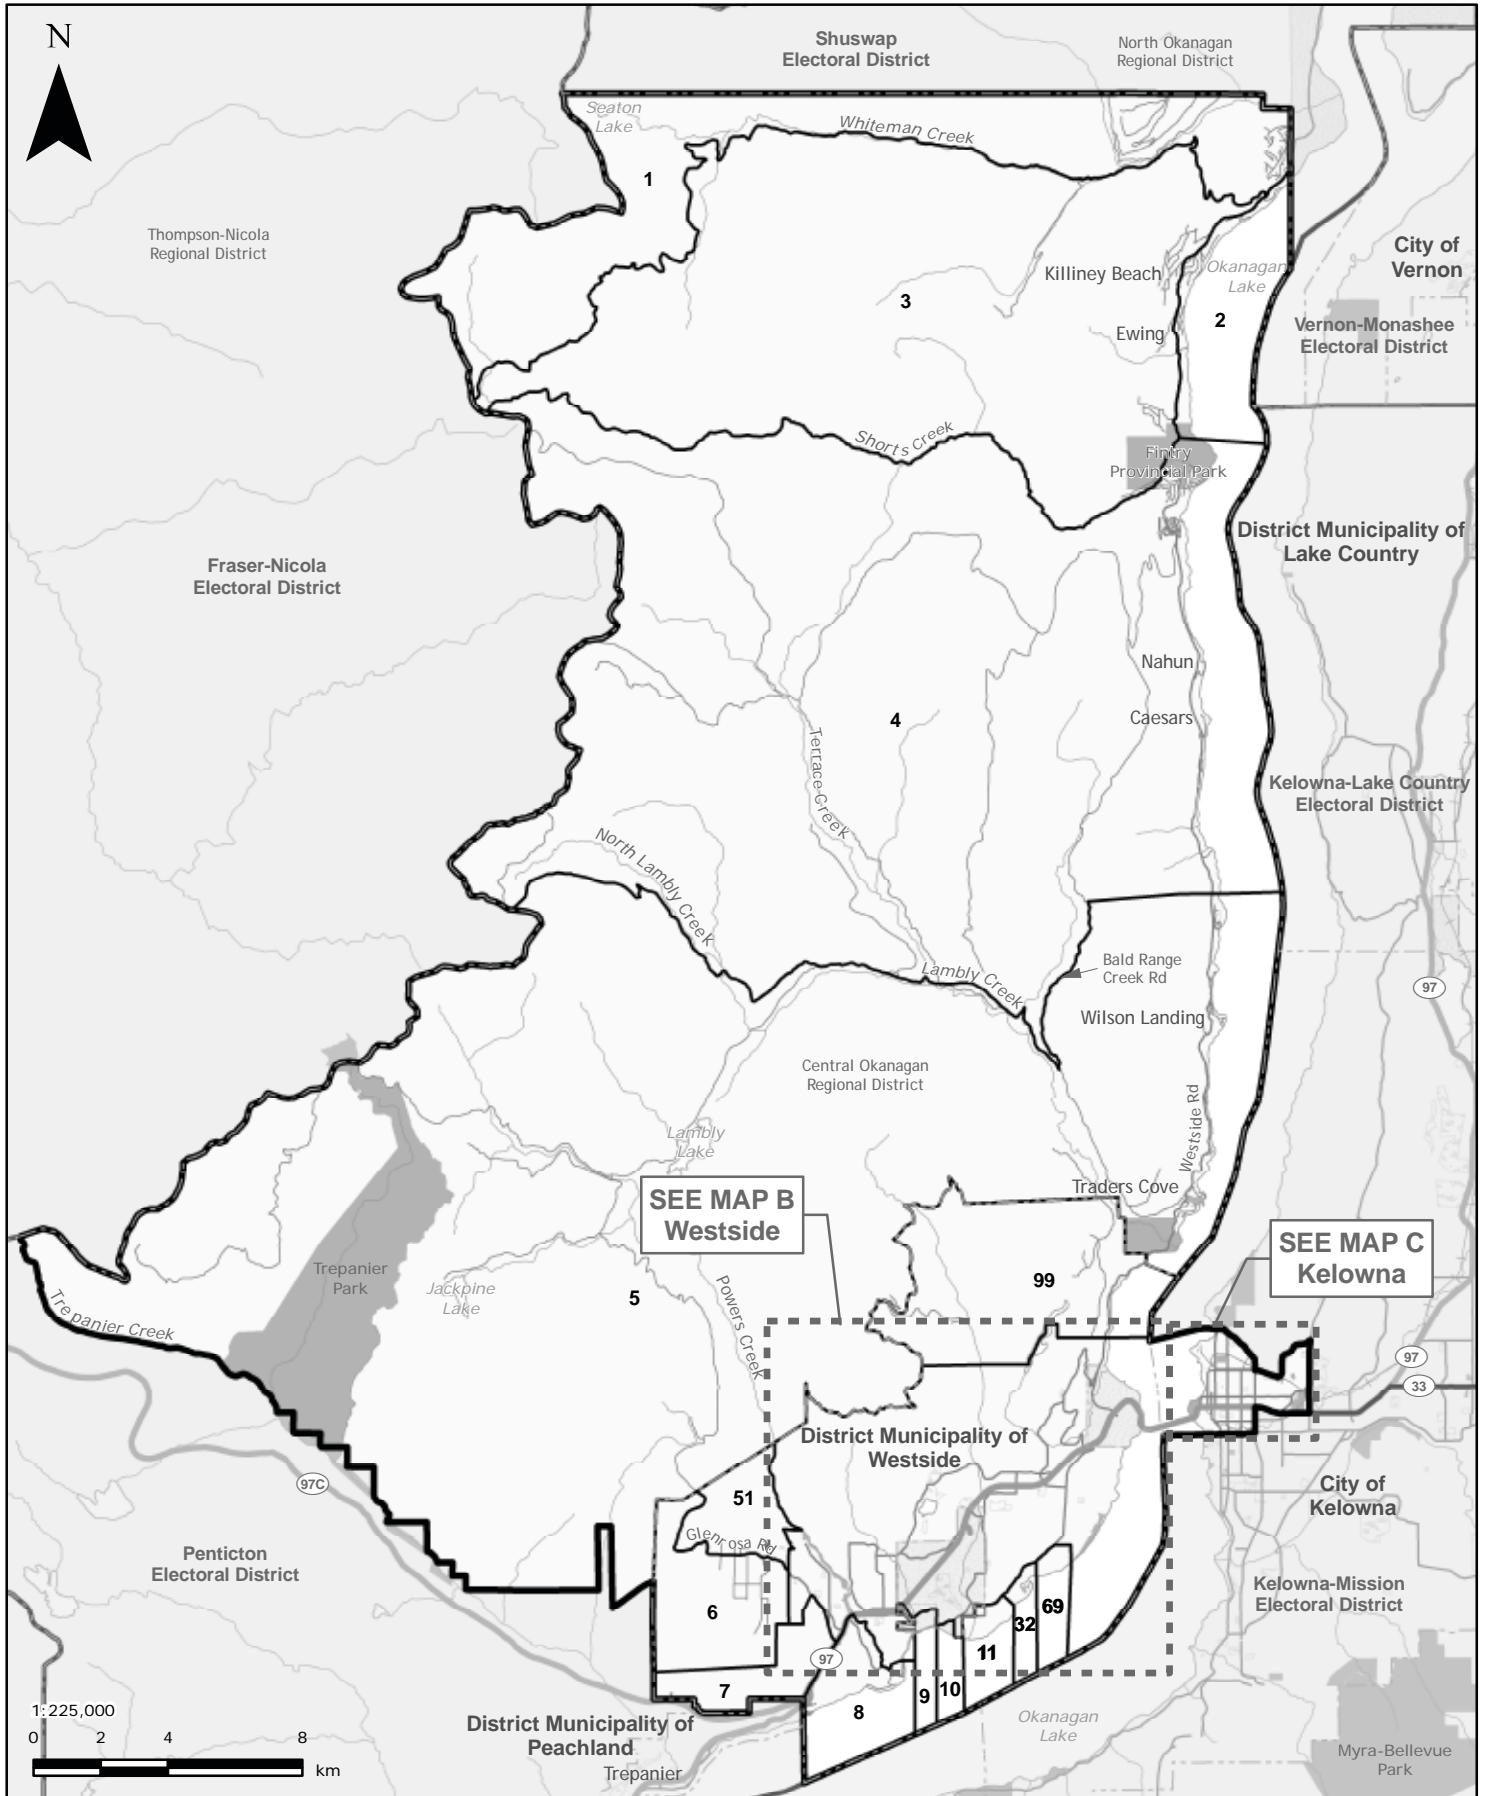 N
Shuswap
Electoral District
North Okanagan
Regional District
Seaton
Lake
Whiteman Creek
1
Thompson-Nicola
Regional District
City of
Vernon
Killiney Beach
Okanagan
Lake
3
2
Ewing
Vernon-Monashee
Electoral District
Shorts Creek
Fintry
Provincial Park
District Municipality of
Lake Country
Fraser-Nicola
Electoral District
Nahun
4
Caesars
Terrace Creek
Kelowna-Lake Country
Electoral District
North Lambly Creek
Lambly Creek
Bald Range
Creek Rd
97
Wilson Landing
Central Okanagan
Regional District
Westside Rd
Lambly
Lake
Traders Cove
SEE MAP B
Westside
SEE MAP C
Kelowna
Trepanier
Park
Jackpine
Lake
5
99
Powers Creek
Trepanier Creek
97
33
District Municipality of
Westside
97C
51
City of
Kelowna
Glenrosa Rd
Penticton
Electoral District
Kelowna-Mission
Electoral District
6
69
32
11
97
7
8
9
10
1:225,000
0 2 4 8
km
District Municipality of
Peachland
Trepanier
Okanagan
Lake
Myra-Bellevue
Park